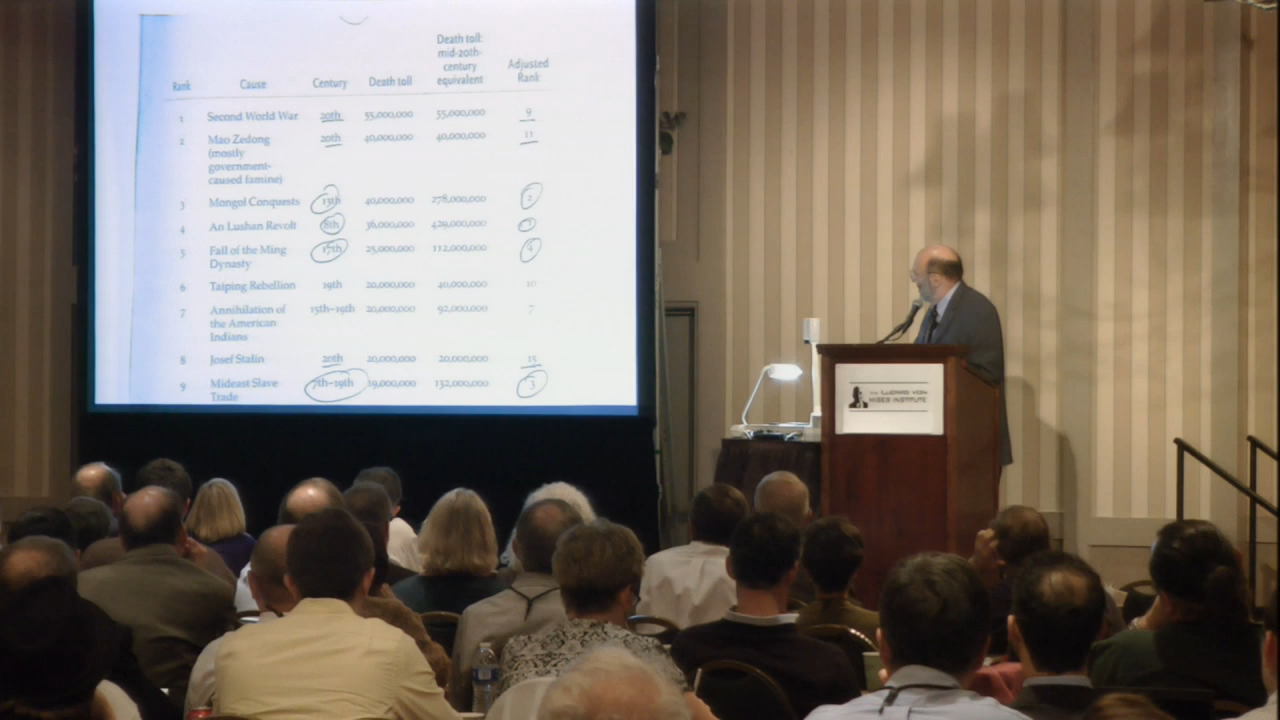 Death toll:
mid-20th-
century
equivalent
Adjusted
Rank
Rank Cause Century Death toll
1 Second World War 20th 55,000,000 55,000,000 9
2 Mao Zedong 20th 40,000,000 40,000,000 11
(mostly
government-
caused famine)
3 Mongol Conquests 13th 40,000,000 278,000,000 2
4 An Lushan Revolt 8th 36,000,000 429,000,000
5 Fall of the Ming 17th 25,000,000 112,000,000 4
Dynasty
6 Taiping Rebellion 19th 20,000,000 40,000,000 10
7 Annihilation of 15th–19th 20,000,000 92,000,000 7
the American
Indians
8 Josef Stalin 20th 20,000,000 20,000,000 15
9 Mideast Slave 7th–19th 19,000,000 132,000,000 3
Trade
THE LUDWIG VON
MISES INSTITUTE